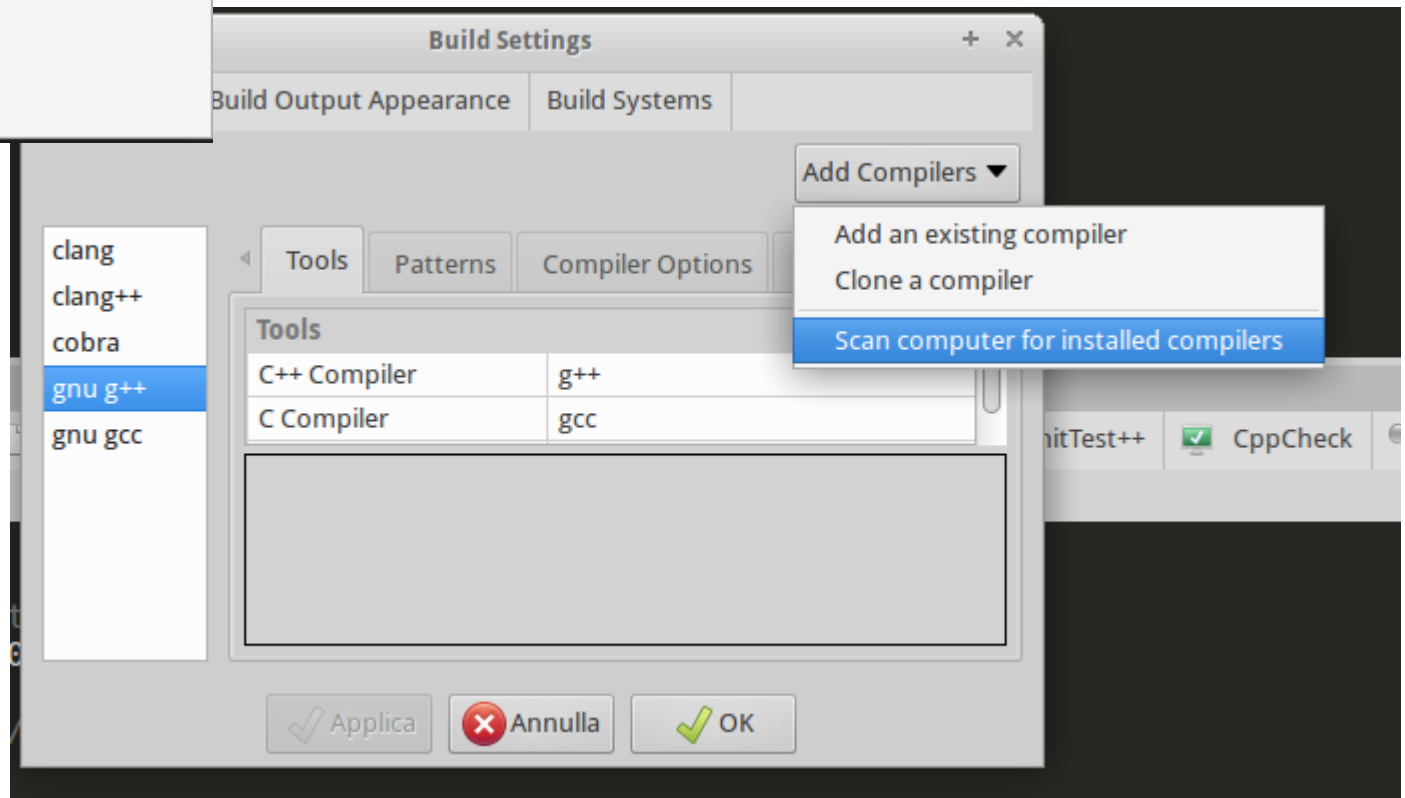 Build Settings
Build Output Appearance
Build Systems
Add Compilers
Add an existing compiler
Clone a compiler
Scan computer for installed compilers
clang
clang++
cobra
gnu g++
gnu gcc
Tools
Patterns
Compiler Options
Tools
C++ Compiler
g++
C Compiler
gcc
CppCheck
Applica
Annulla
OK